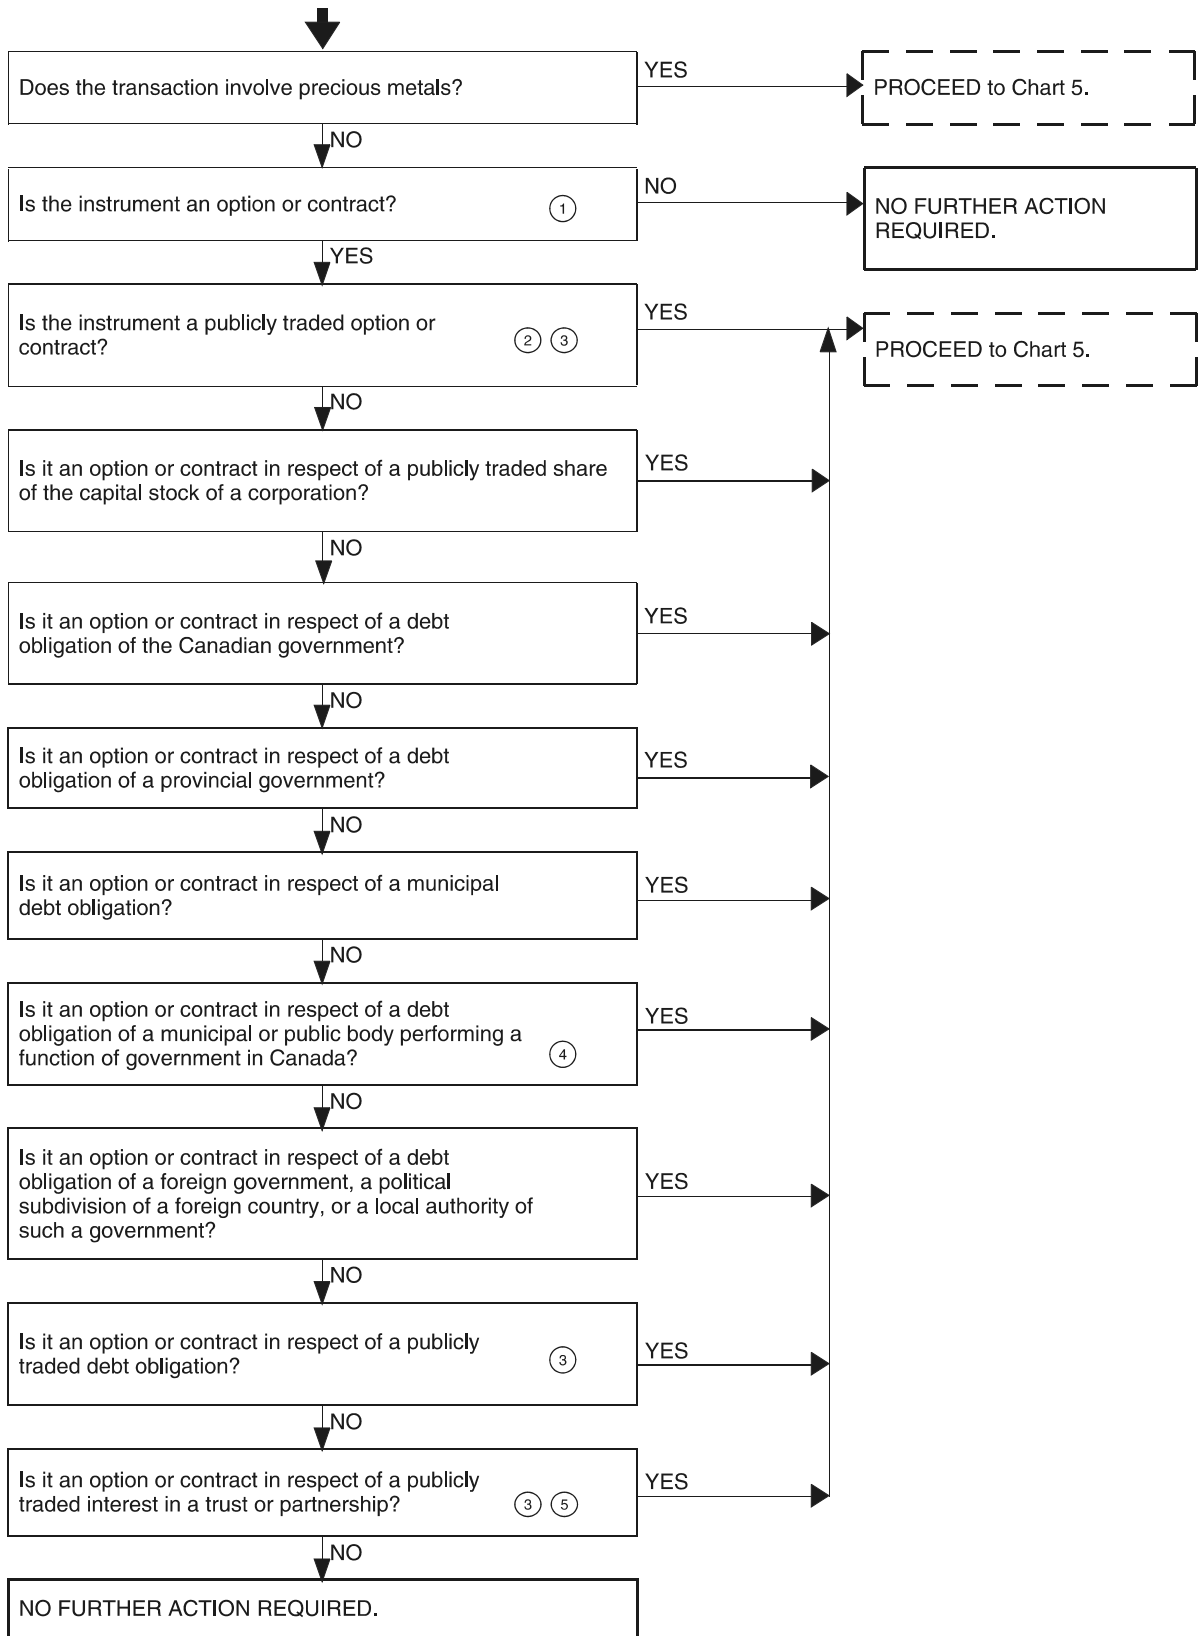 Does the transaction involve precious metals?
YES
PROCEED to Chart 5.
NO
Is the instrument an option or contract?
1
NO
NO FURTHER ACTION
REQUIRED.
YES
Is the instrument a publicly traded option or
contract?
2 3
YES
PROCEED to Chart 5.
NO
Is it an option or contract in respect of a publicly traded share
of the capital stock of a corporation?
YES
NO
Is it an option or contract in respect of a debt
obligation of the Canadian government?
YES
NO
Is it an option or contract in respect of a debt
obligation of a provincial government?
YES
NO
Is it an option or contract in respect of a municipal
debt obligation?
YES
NO
Is it an option or contract in respect of a debt
obligation of a municipal or public body performing a
function of government in Canada?
4
YES
NO
Is it an option or contract in respect of a debt
obligation of a foreign government, a political
subdivision of a foreign country, or a local authority of
such a government?
YES
NO
Is it an option or contract in respect of a publicly
traded debt obligation?
3
YES
NO
Is it an option or contract in respect of a publicly
traded interest in a trust or partnership?
3 5
YES
NO
NO FURTHER ACTION REQUIRED.